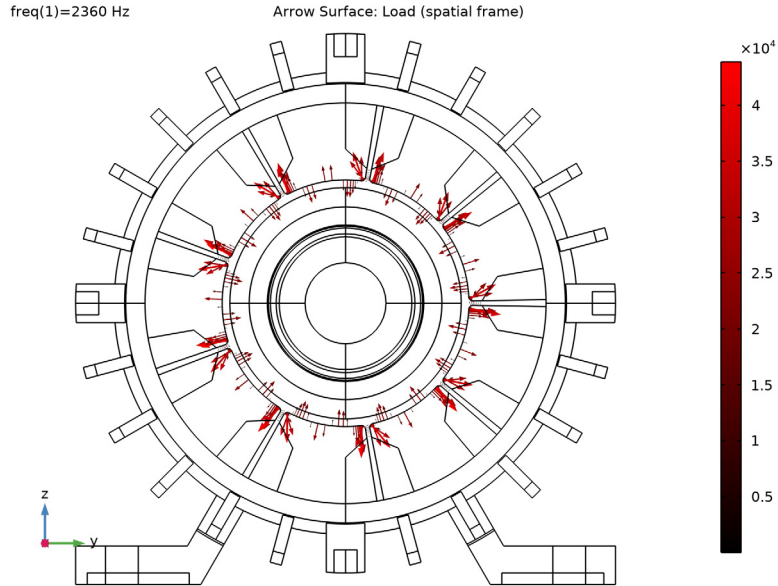 freq(1)=2360 Hz
Arrow Surface: Load (spatial frame)
×10⁴
4
3.5
3
2.5
2
1.5
1
0.5
z
y